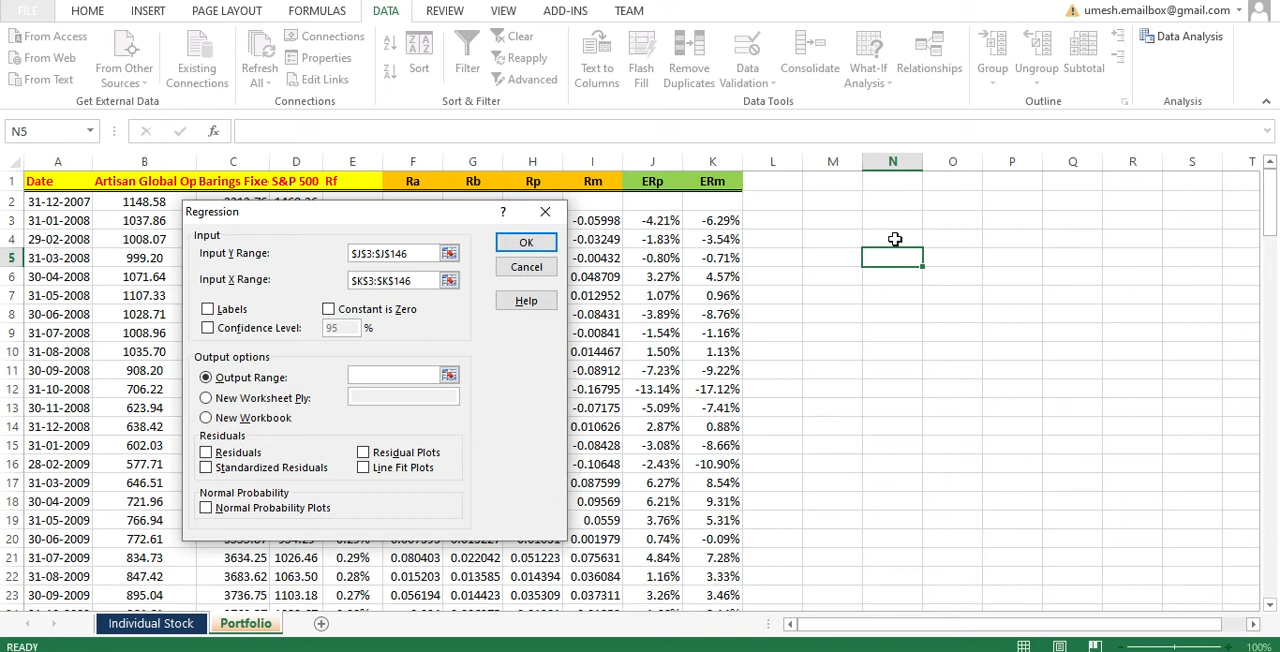 FILE HOME INSERT PAGE LAYOUT FORMULAS DATA REVIEW VIEW ADD-INS TEAM umesh.emailbox@gmail.com
From Access
From Web
From Text
From Other Sources
Existing Connections
Get External Data
Refresh All
Connections
Properties
Edit Links
Connections
Sort
Filter
Clear
Reapply
Advanced
Sort & Filter
Text to Columns
Flash Fill
Remove Duplicates
Data Validation
Consolidate
What-If Analysis
Relationships
Data Tools
Group
Ungroup
Subtotal
Outline
Data Analysis
Analysis
N5
fx
A B C D E F G H I J K L M N O P Q R S T
1 Date Artisan Global Op Barings Fixe S&P 500 Rf Ra Rb Rp Rm ERp ERm
2 31-12-2007 1148.58
3 31-01-2008 1037.86 -0.05998 -4.21% -6.29%
4 29-02-2008 1008.07 -0.03249 -1.83% -3.54%
5 31-03-2008 999.20 -0.00432 -0.80% -0.71%
6 30-04-2008 1071.64 0.048709 3.27% 4.57%
7 31-05-2008 1107.33 0.012952 1.07% 0.96%
8 30-06-2008 1028.71 -0.08431 -3.89% -8.76%
9 31-07-2008 1008.96 -0.00841 -1.54% -1.16%
10 31-08-2008 1035.70 0.014467 1.50% 1.13%
11 30-09-2008 908.20 -0.08912 -7.23% -9.22%
12 31-10-2008 706.22 -0.16795 -13.14% -17.12%
13 30-11-2008 623.94 -0.07175 -5.09% -7.41%
14 31-12-2008 638.42 0.010626 2.87% 0.88%
15 31-01-2009 602.03 -0.08428 -3.08% -8.66%
16 28-02-2009 577.71 -0.10648 -2.43% -10.90%
17 31-03-2009 646.51 0.087599 6.27% 8.54%
18 30-04-2009 721.96 0.09569 6.21% 9.31%
19 31-05-2009 766.94 0.0559 3.76% 5.31%
20 30-06-2009 772.61 0.001979 0.74% -0.09%
21 31-07-2009 834.73 3634.25 1026.46 0.29% 0.080403 0.022042 0.051223 0.075631 4.84% 7.28%
22 31-08-2009 847.42 3683.62 1063.50 0.28% 0.015203 0.013585 0.014394 0.036084 1.16% 3.33%
23 30-09-2009 895.04 3736.75 1103.18 0.27% 0.056194 0.014423 0.035309 0.037311 3.26% 3.46%
Regression ?
Input
Input Y Range: $J$3:$J$146
Input X Range: $K$3:$K$146
Labels Constant is Zero
Confidence Level: 95 %
Output options
Output Range:
New Worksheet Ply:
New Workbook
Residuals
Residuals Residual Plots
Standardized Residuals Line Fit Plots
Normal Probability
Normal Probability Plots
OK
Cancel
Help
Individual Stock Portfolio
READY 100%